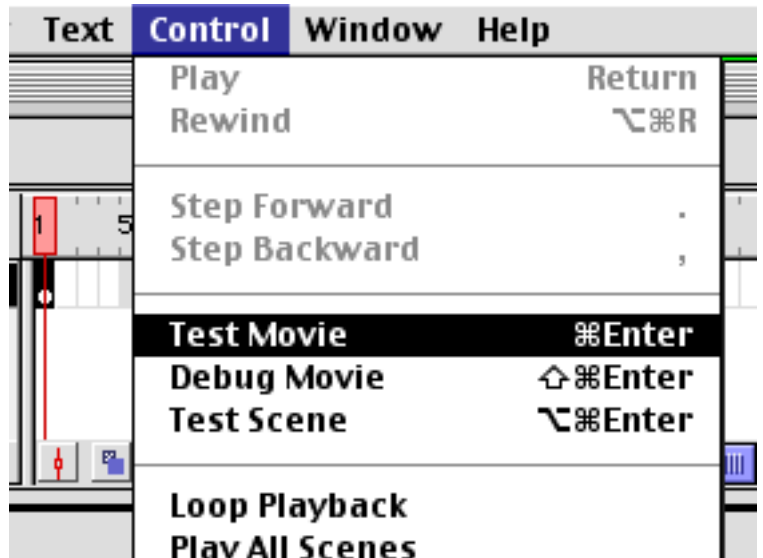 Text Control Window Help
Play Return
Rewind ⌥⌘R
Step Forward .
Step Backward ,
1 5
Test Movie ⌘Enter
Debug Movie ⇧⌘Enter
Test Scene ⌥⌘Enter
Loop Playback
Play All Scenes